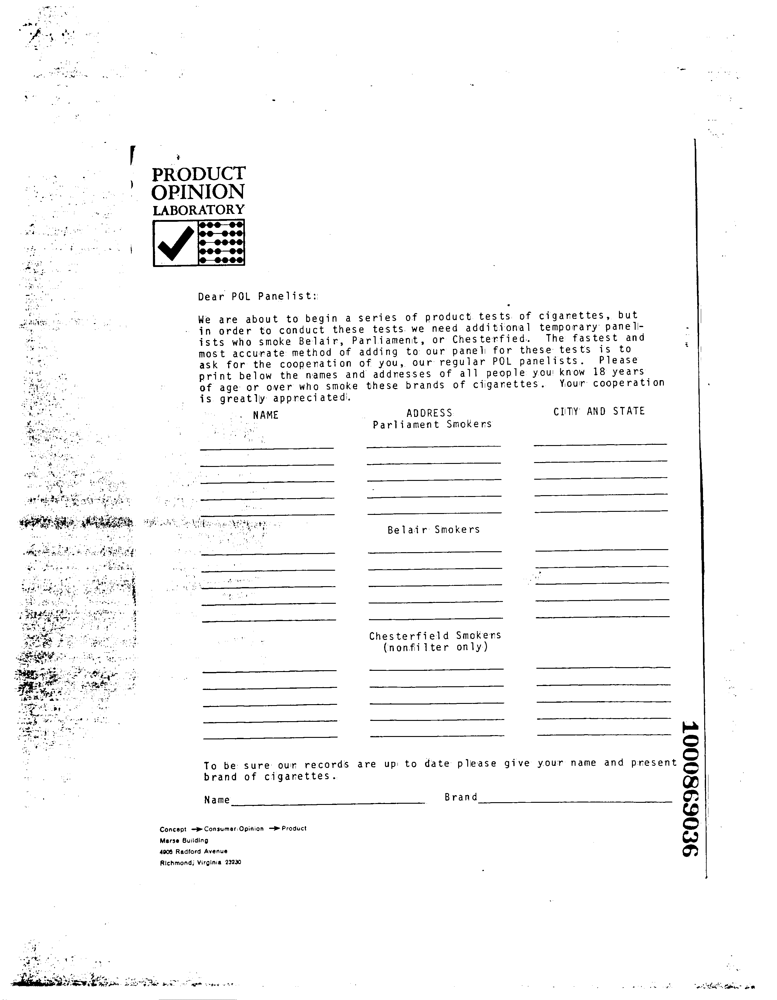 PRODUCT
OPINION
LABORATORY
Dear POL Panelist:
We are about to begin a series of product tests of cigarettes, but
in order to conduct these tests we need additional temporary panel-
ists who smoke Belair, Parliament, or Chesterfied. The fastest and
most accurate method of adding to our panel for these tests is to
ask for the cooperation of you, our regular POL panelists. Please
print below the names and addresses of all people you know 18 years
of age or over who smoke these brands of cigarettes. Your cooperation
is greatly appreciated.
NAME ADDRESS CITY AND STATE
Parliament Smokers
Belair Smokers
Chesterfield Smokers
(nonfilter only)
To be sure our records are up to date please give your name and present
brand of cigarettes.
Name Brand
Concept → Consumer Opinion → Product
Marse Building
4905 Radford Avenue
Richmond, Virginia 23230
1000869036